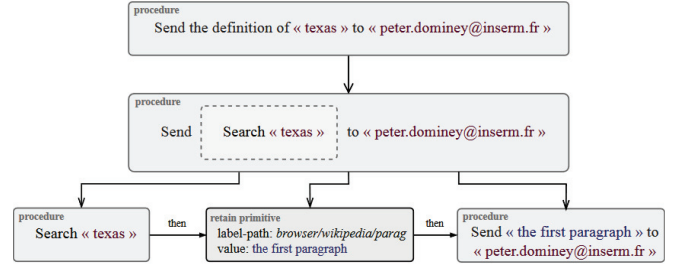 procedure
Send the definition of « texas » to « peter.dominey@inserm.fr »
procedure
Send Search « texas » to « peter.dominey@inserm.fr »
procedure
Search « texas »
then
retain primitive
label-path: browser/wikipedia/parag
value: the first paragraph
then
procedure
Send « the first paragraph » to
« peter.dominey@inserm.fr »